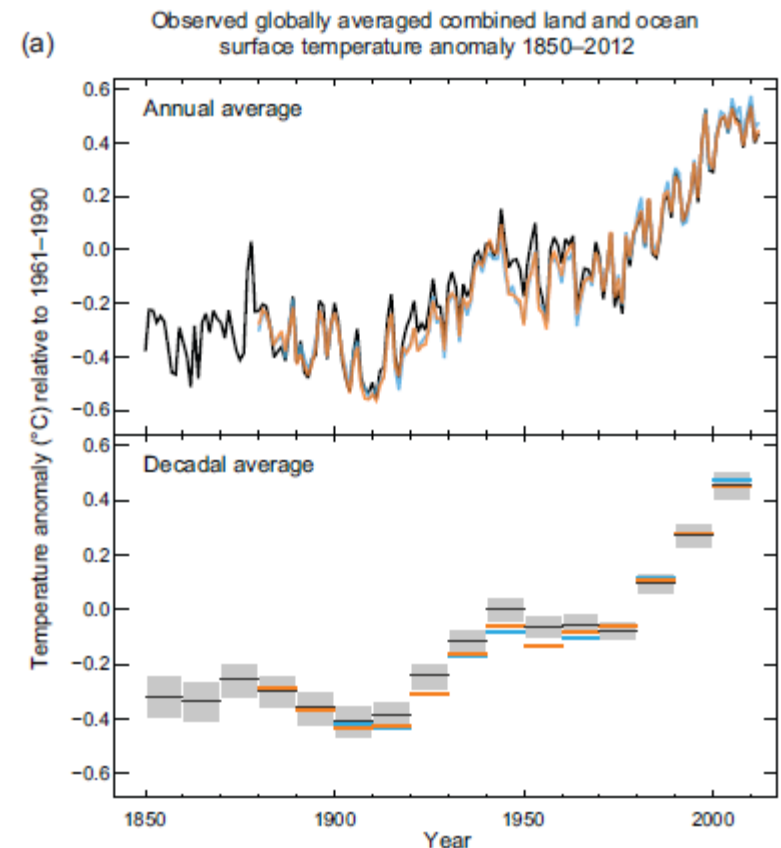 (a)
Observed globally averaged combined land and ocean
surface temperature anomaly 1850–2012
Temperature anomaly (°C) relative to 1961–1990
Annual average
0.6
0.4
0.2
0.0
−0.2
−0.4
−0.6
Decadal average
0.6
0.4
0.2
0.0
−0.2
−0.4
−0.6
1850
1900
1950
2000
Year